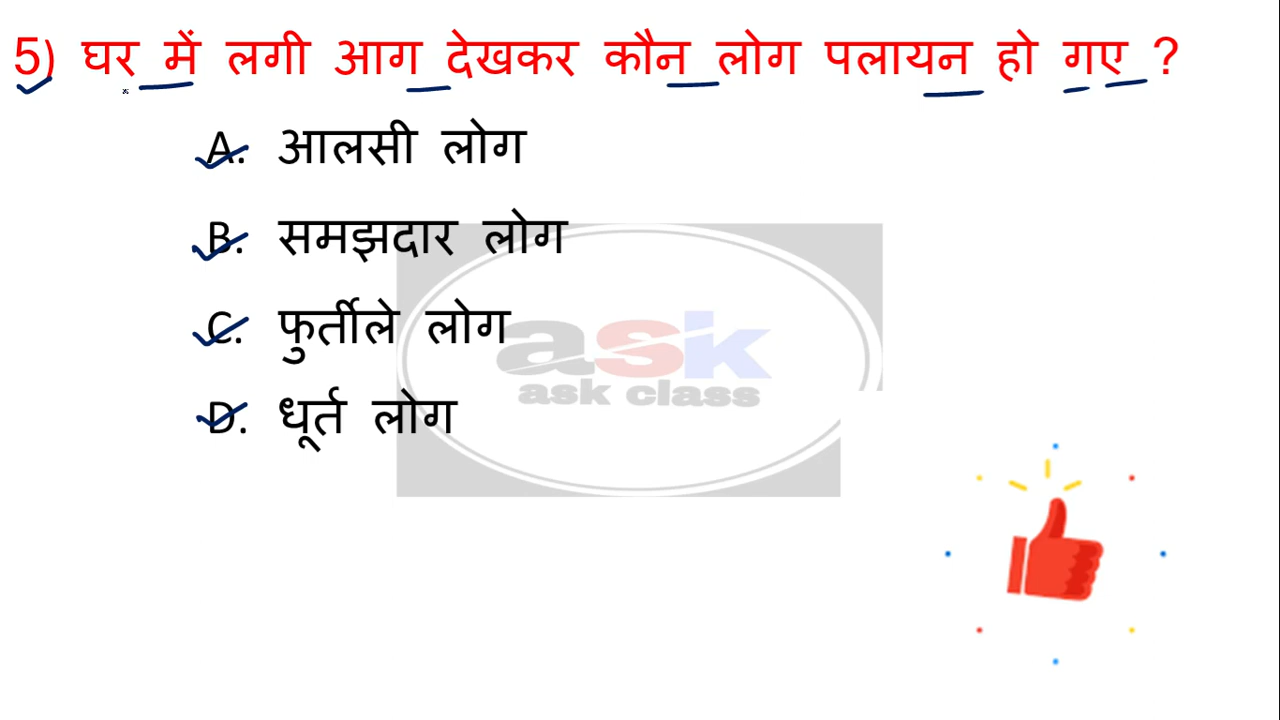 5) घर में लगी आग देखकर कौन लोग पलायन हो गए ?
A. आलसी लोग
B. समझदार लोग
C. फुर्तीले लोग
ask
ask class
D. धूर्त लोग